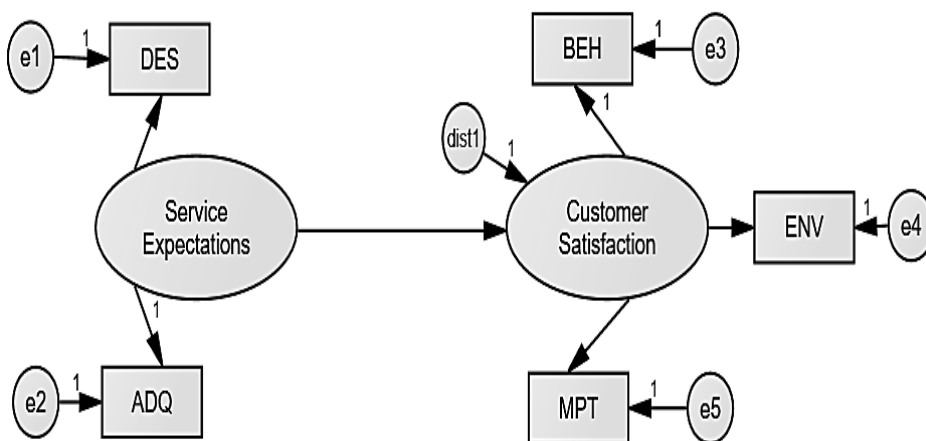 e1
1
DES
BEH
1
e3
dist1
1
1
Service
Expectations
Customer
Satisfaction
ENV
1
e4
1
1
e2
1
ADQ
MPT
1
e5